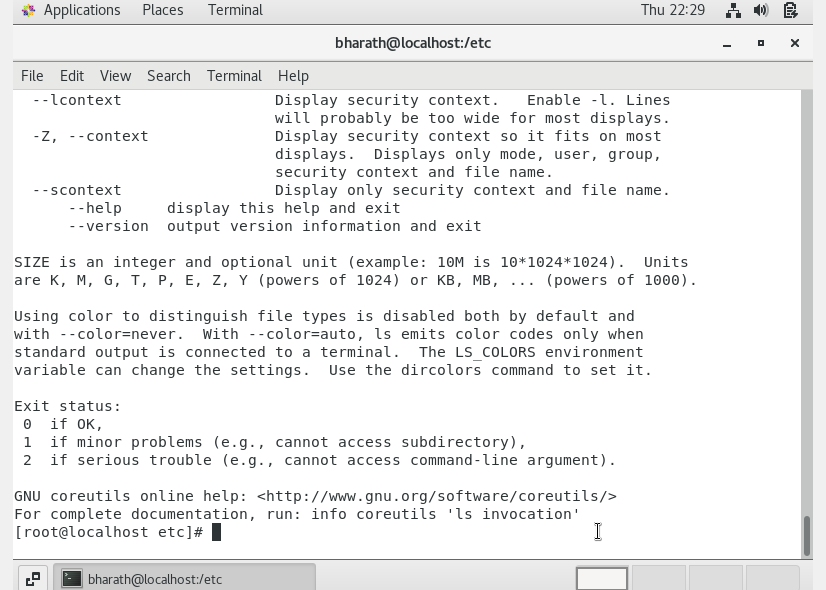 Applications Places Terminal Thu 22:29
bharath@localhost:/etc
File Edit View Search Terminal Help
--lcontext Display security context. Enable -l. Lines
will probably be too wide for most displays.
-Z, --context Display security context so it fits on most
displays. Displays only mode, user, group,
security context and file name.
--scontext Display only security context and file name.
--help display this help and exit
--version output version information and exit
SIZE is an integer and optional unit (example: 10M is 10*1024*1024). Units
are K, M, G, T, P, E, Z, Y (powers of 1024) or KB, MB, ... (powers of 1000).
Using color to distinguish file types is disabled both by default and
with --color=never. With --color=auto, ls emits color codes only when
standard output is connected to a terminal. The LS_COLORS environment
variable can change the settings. Use the dircolors command to set it.
Exit status:
0 if OK,
1 if minor problems (e.g., cannot access subdirectory),
2 if serious trouble (e.g., cannot access command-line argument).
GNU coreutils online help: <http://www.gnu.org/software/coreutils/>
For complete documentation, run: info coreutils 'ls invocation'
[root@localhost etc]#
bharath@localhost:/etc